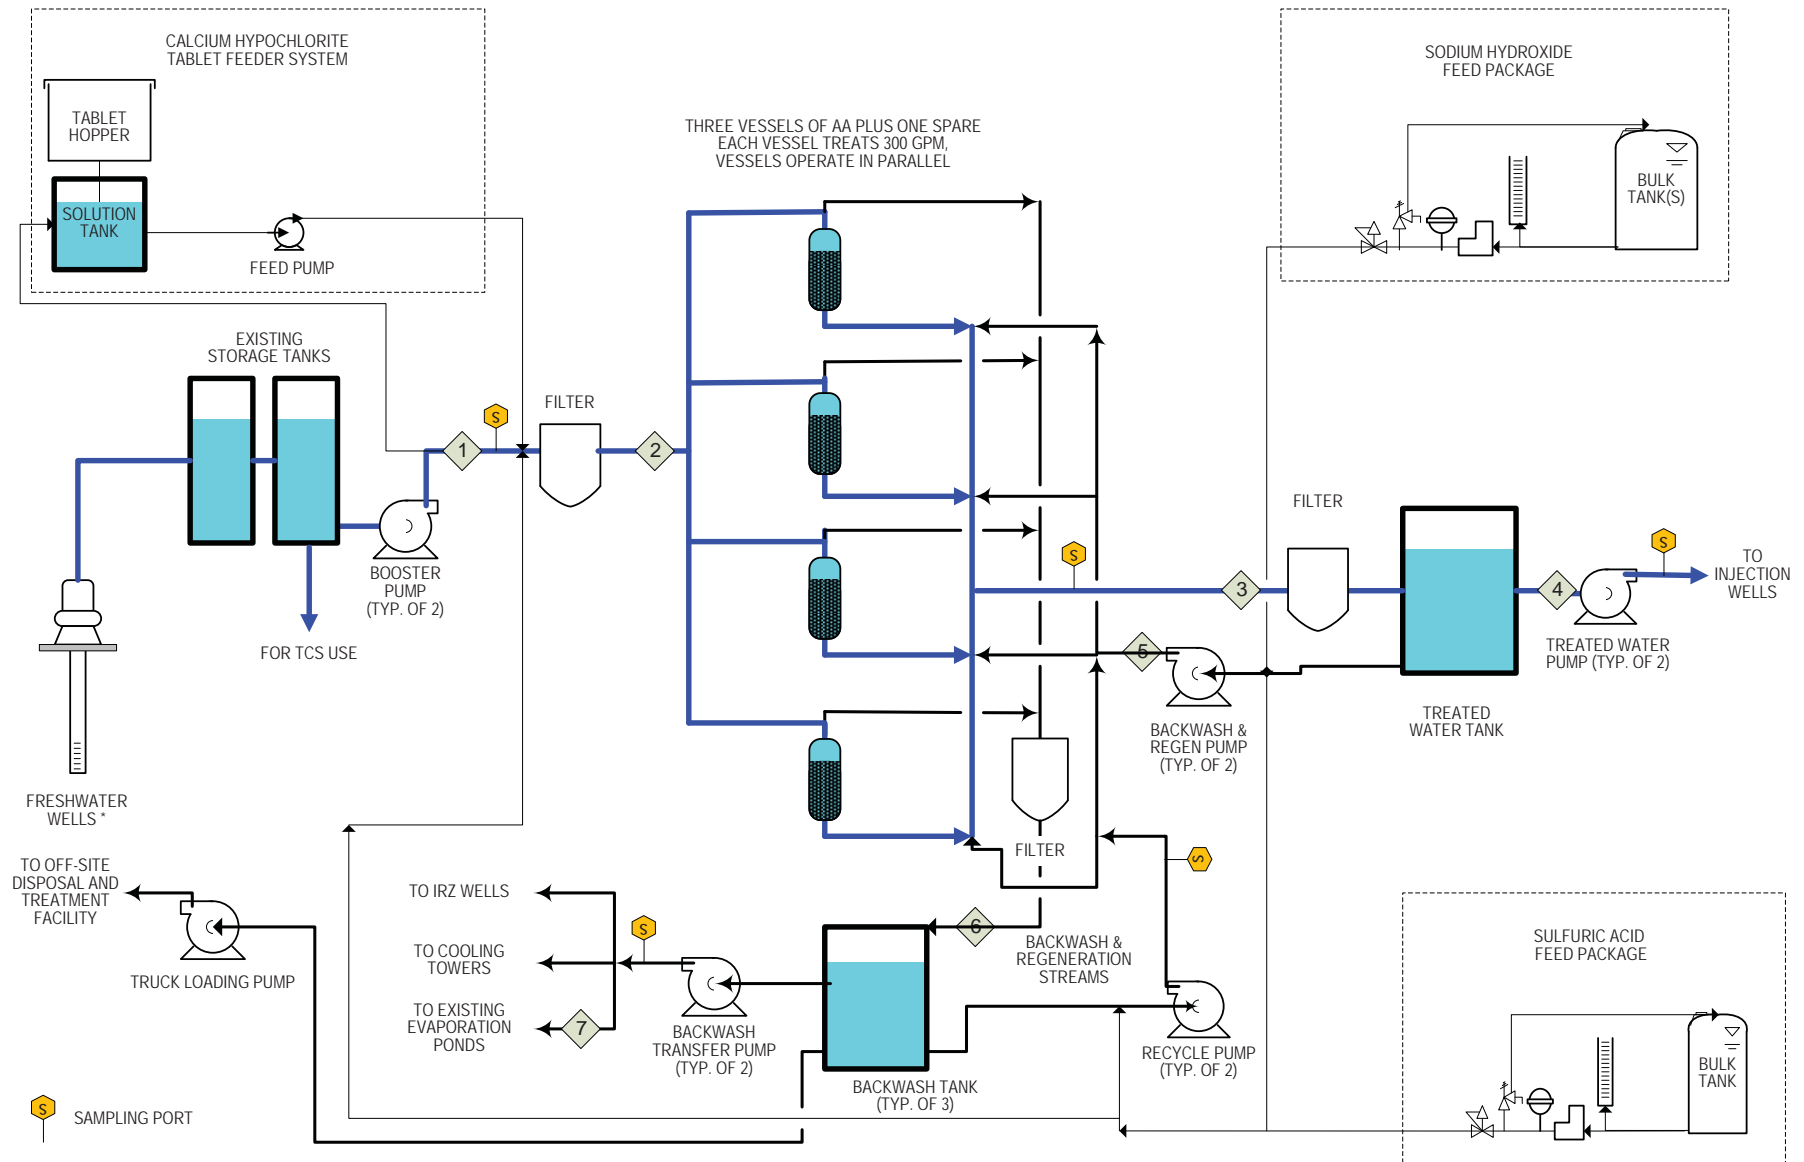 CALCIUM HYPOCHLORITE
TABLET FEEDER SYSTEM
TABLET
HOPPER
SOLUTION
TANK
FEED PUMP
THREE VESSELS OF AA PLUS ONE SPARE
EACH VESSEL TREATS 300 GPM,
VESSELS OPERATE IN PARALLEL
SODIUM HYDROXIDE
FEED PACKAGE
BULK
TANK(S)
EXISTING
STORAGE TANKS
S
FILTER
1
2
BOOSTER
PUMP
(TYP. OF 2)
FOR TCS USE
FRESHWATER
WELLS *
S
3
FILTER
4
S
TO
INJECTION
WELLS
TREATED WATER
PUMP (TYP. OF 2)
5
BACKWASH &
REGEN PUMP
(TYP. OF 2)
TREATED
WATER TANK
FILTER
S
TO OFF-SITE
DISPOSAL AND
TREATMENT
FACILITY
TRUCK LOADING PUMP
TO IRZ WELLS
TO COOLING
TOWERS
TO EXISTING
EVAPORATION
PONDS
7
S
BACKWASH
TRANSFER PUMP
(TYP. OF 2)
6
BACKWASH &
REGENERATION
STREAMS
BACKWASH TANK
(TYP. OF 3)
RECYCLE PUMP
(TYP. OF 2)
SULFURIC ACID
FEED PACKAGE
BULK
TANK
S
SAMPLING PORT